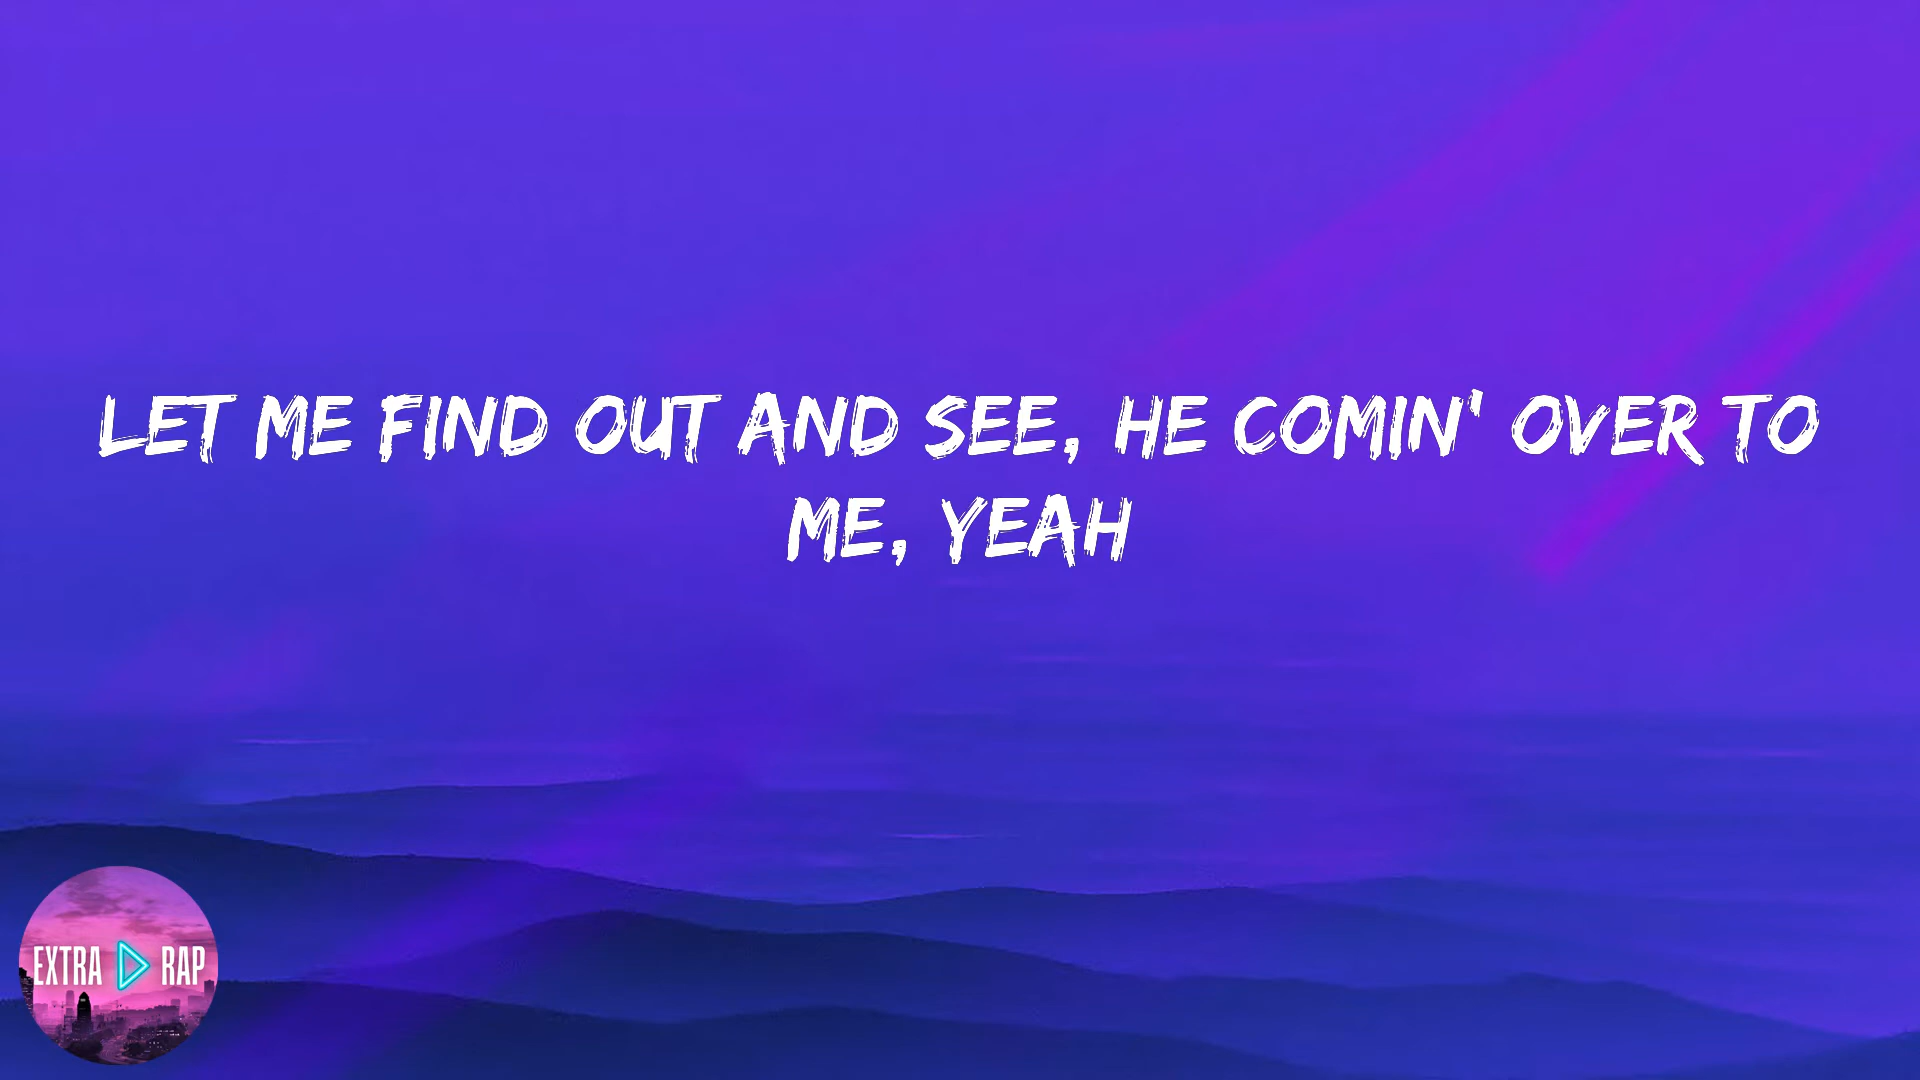 LET ME FIND OUT AND SEE, HE COMIN' OVER TO
ME, YEAH
EXTRA RAP